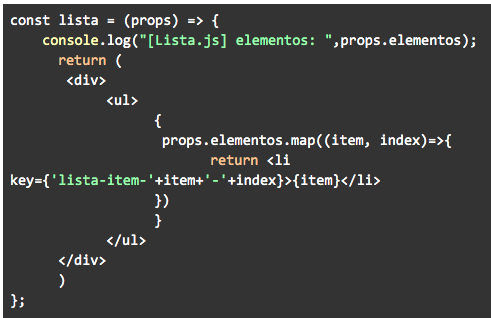 const lista = (props) => {
    console.log("[Lista.js] elementos: ",props.elementos);
      return (
       <div>
            <ul>
                  {
                   props.elementos.map((item, index)=>{
                         return <li
key={'lista-item-'+item+'-'+index}>{item}</li>
                  })
                  }
            </ul>
      </div>
      )
};